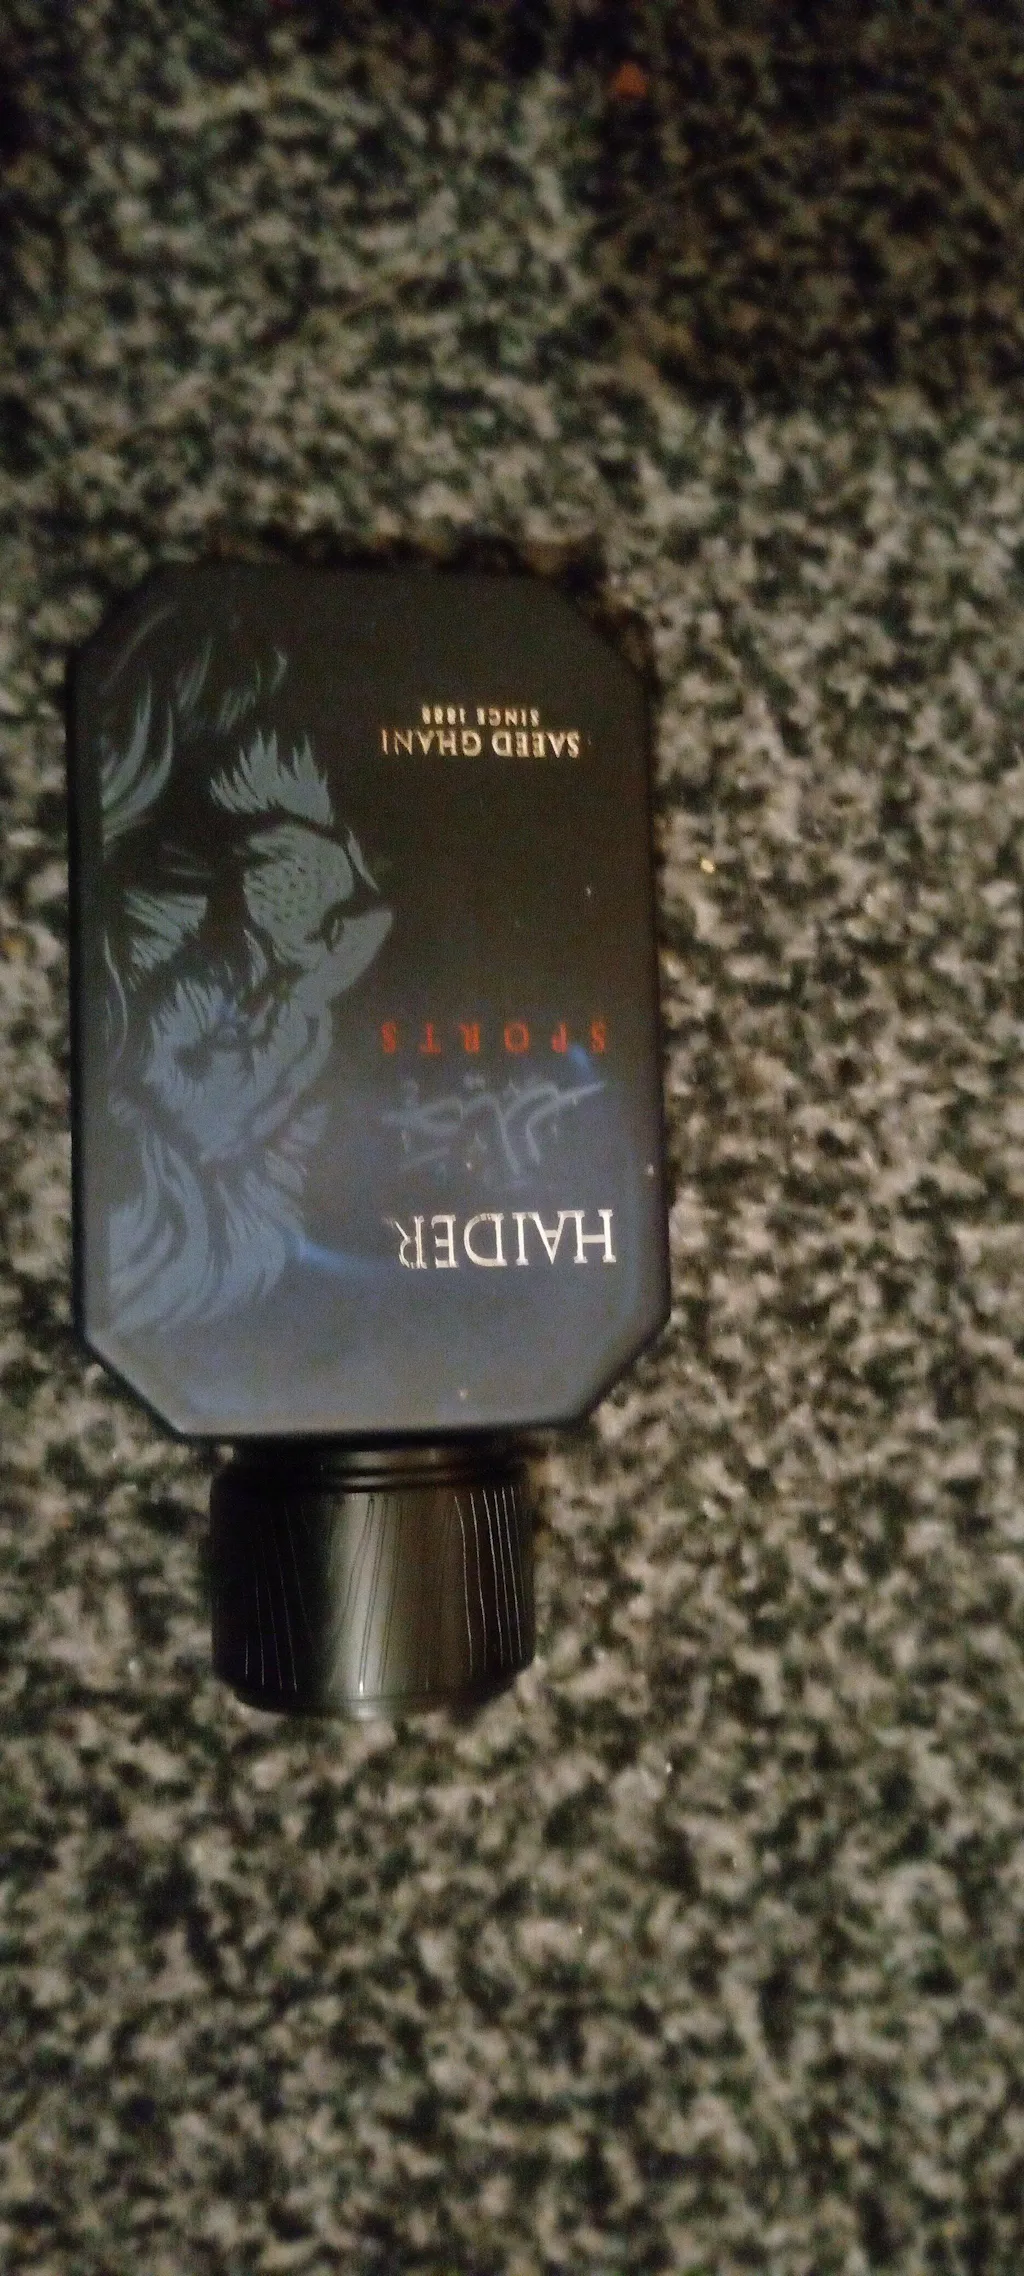 HAIDER
SPORTS
SAEED GHANI
SINCE 1888